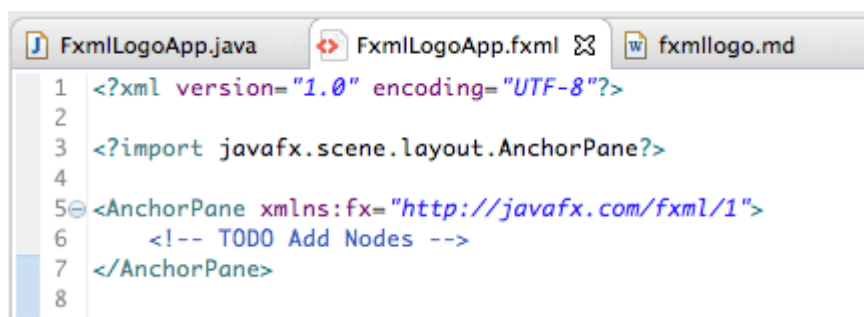 FxmlLogoApp.java FxmlLogoApp.fxml fxmllogo.md
1 <?xml version="1.0" encoding="UTF-8"?>
2
3 <?import javafx.scene.layout.AnchorPane?>
4
5 <AnchorPane xmlns:fx="http://javafx.com/fxml/1">
6     <!-- TODO Add Nodes -->
7 </AnchorPane>
8